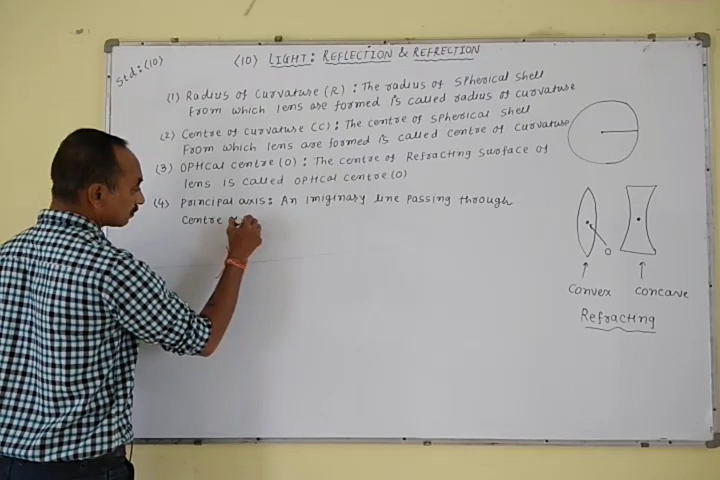 Std:(10)
(10) LIGHT: REFLECTION & REFRECTION
(1) Radius of curvature (R) : The radius of spherical shell
from which lens are formed is called radius of curvature
(2) Centre of curvature (C) : The centre of spherical shell
from which lens are formed is called centre of curvature
(3) Optical centre (O) : The centre of Refracting surface of
lens is called optical centre (O)
(4) Principal axis : An imiginary line passing through
Centre
O
convex
concave
Refracting